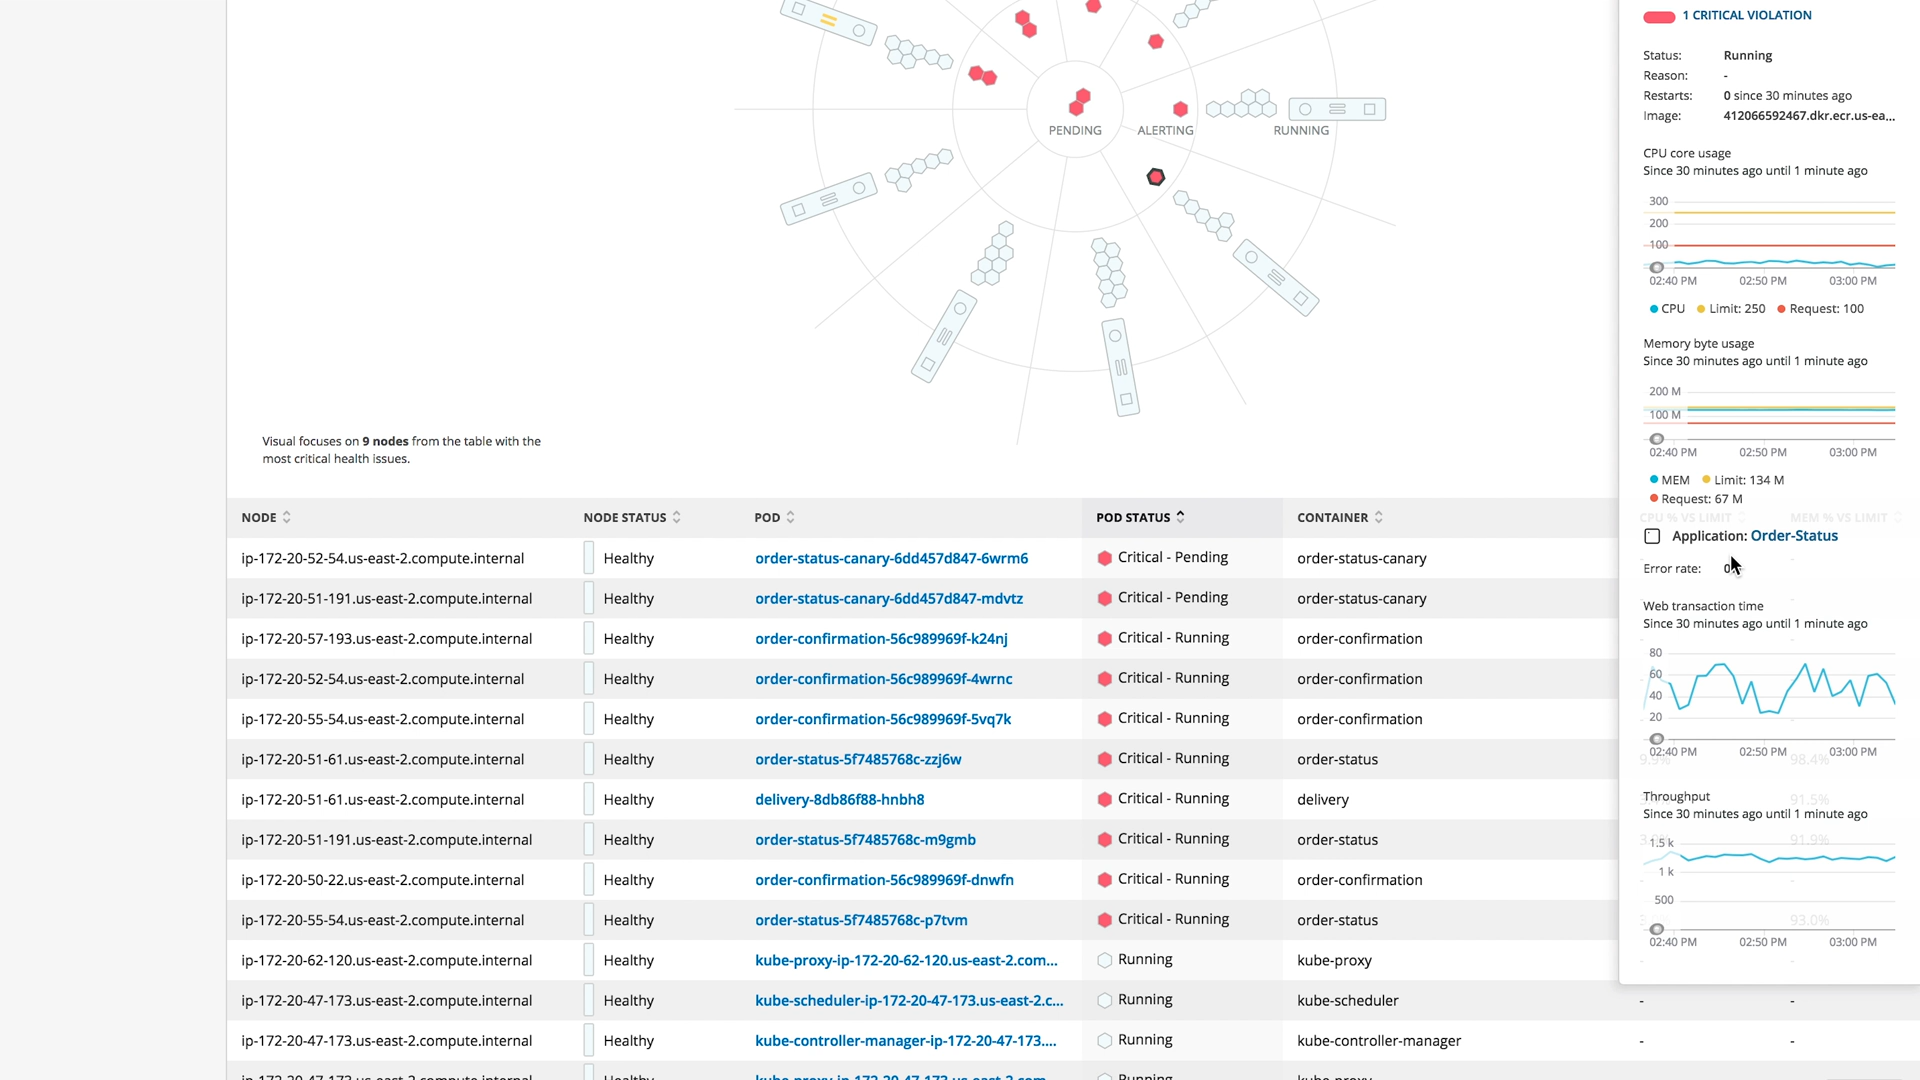 PENDING
ALERTING
RUNNING
Visual focuses on 9 nodes from the table with the
most critical health issues.
NODE NODE STATUS POD POD STATUS CONTAINER CPU % VS LIMIT MEM % VS LIMIT
ip-172-20-52-54.us-east-2.compute.internal Healthy order-status-canary-6dd457d847-6wrm6 Critical - Pending order-status-canary
ip-172-20-51-191.us-east-2.compute.internal Healthy order-status-canary-6dd457d847-mdvtz Critical - Pending order-status-canary
ip-172-20-57-193.us-east-2.compute.internal Healthy order-confirmation-56c989969f-k24nj Critical - Running order-confirmation
ip-172-20-52-54.us-east-2.compute.internal Healthy order-confirmation-56c989969f-4wrnc Critical - Running order-confirmation
ip-172-20-55-54.us-east-2.compute.internal Healthy order-confirmation-56c989969f-5vq7k Critical - Running order-confirmation
ip-172-20-51-61.us-east-2.compute.internal Healthy order-status-5f7485768c-zzj6w Critical - Running order-status 9.9% 98.4%
ip-172-20-51-61.us-east-2.compute.internal Healthy delivery-8db86f88-hnbh8 Critical - Running delivery 91.5%
ip-172-20-51-191.us-east-2.compute.internal Healthy order-status-5f7485768c-m9gmb Critical - Running order-status 91.9%
ip-172-20-50-22.us-east-2.compute.internal Healthy order-confirmation-56c989969f-dnwfn Critical - Running order-confirmation - -
ip-172-20-55-54.us-east-2.compute.internal Healthy order-status-5f7485768c-p7tvm Critical - Running order-status 93.0%
ip-172-20-62-120.us-east-2.compute.internal Healthy kube-proxy-ip-172-20-62-120.us-east-2.com... Running kube-proxy - -
ip-172-20-47-173.us-east-2.compute.internal Healthy kube-scheduler-ip-172-20-47-173.us-east-2.c... Running kube-scheduler - -
ip-172-20-47-173.us-east-2.compute.internal Healthy kube-controller-manager-ip-172-20-47-173.... Running kube-controller-manager - -
1 CRITICAL VIOLATION
Status: Running
Reason: -
Restarts: 0 since 30 minutes ago
Image: 412066592467.dkr.ecr.us-ea...
CPU core usage
Since 30 minutes ago until 1 minute ago
300
200
100
02:40 PM 02:50 PM 03:00 PM
CPU Limit: 250 Request: 100
Memory byte usage
Since 30 minutes ago until 1 minute ago
200 M
100 M
02:40 PM 02:50 PM 03:00 PM
MEM Limit: 134 M
Request: 67 M
Application: Order-Status
Error rate:
Web transaction time
Since 30 minutes ago until 1 minute ago
80
60
40
20
02:40 PM 02:50 PM 03:00 PM
Throughput
Since 30 minutes ago until 1 minute ago
1.5 k
1 k
500
02:40 PM 02:50 PM 03:00 PM